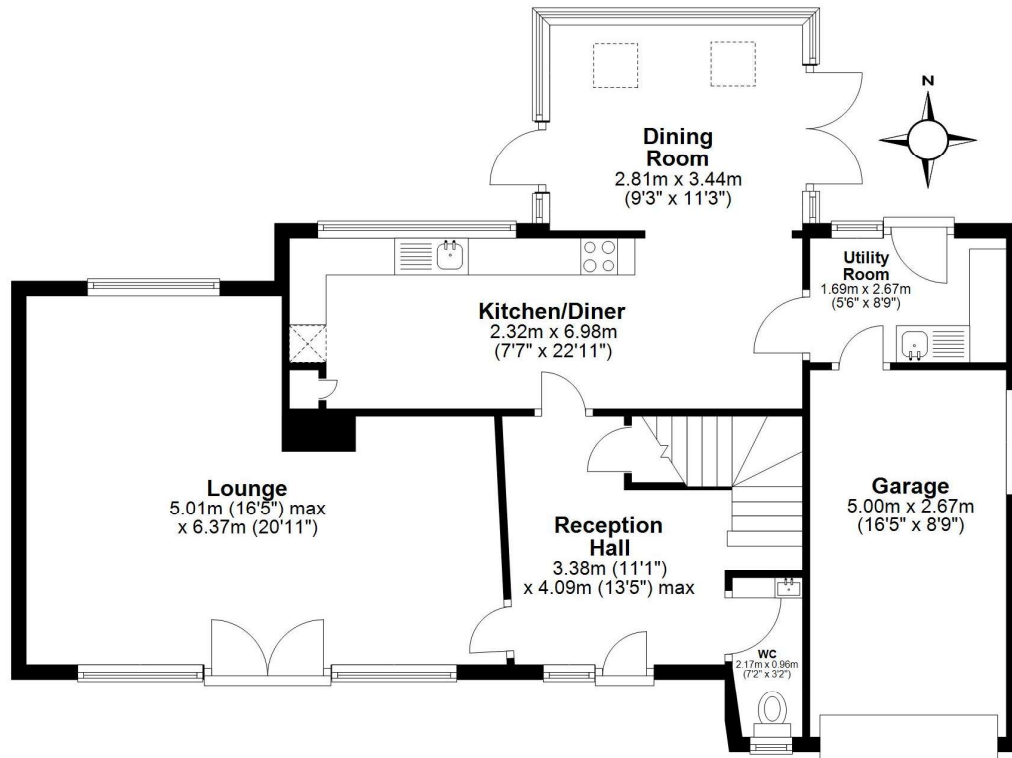 N
Dining
Room
2.81m x 3.44m
(9'3" x 11'3")
Utility
Room
1.69m x 2.67m
(5'6" x 8'9")
Kitchen/Diner
2.32m x 6.98m
(7'7" x 22'11")
Lounge
5.01m (16'5") max
x 6.37m (20'11")
Garage
5.00m x 2.67m
(16'5" x 8'9")
Reception
Hall
3.38m (11'1")
x 4.09m (13'5") max
WC
2.17m x 0.96m
(7'2" x 3'2")